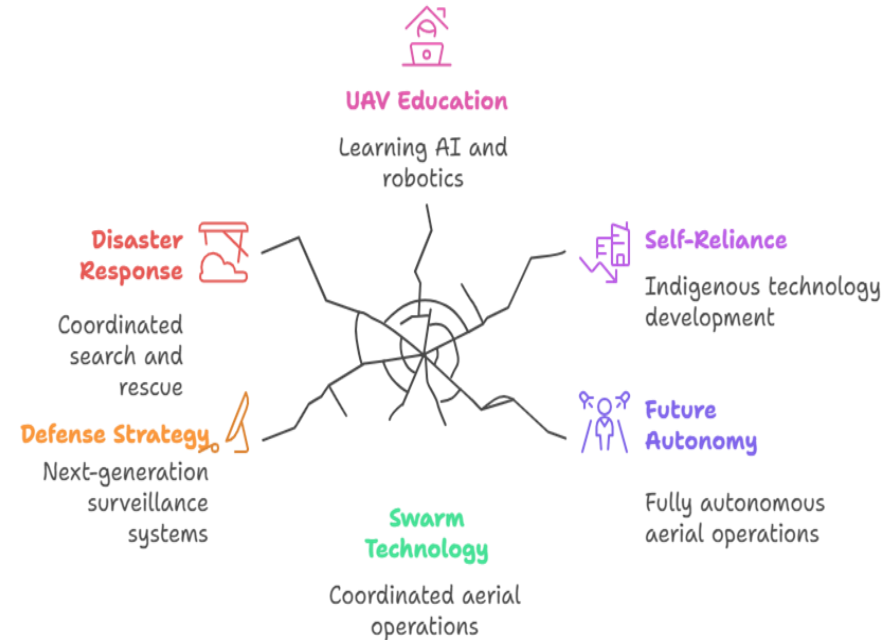 UAV Education
Learning AI and
robotics
Disaster
Response
Coordinated
search and
rescue
Self-Reliance
Indigenous technology
development
Defense Strategy
Next-generation
surveillance
systems
Future
Autonomy
Fully autonomous
aerial operations
Swarm
Technology
Coordinated aerial
operations